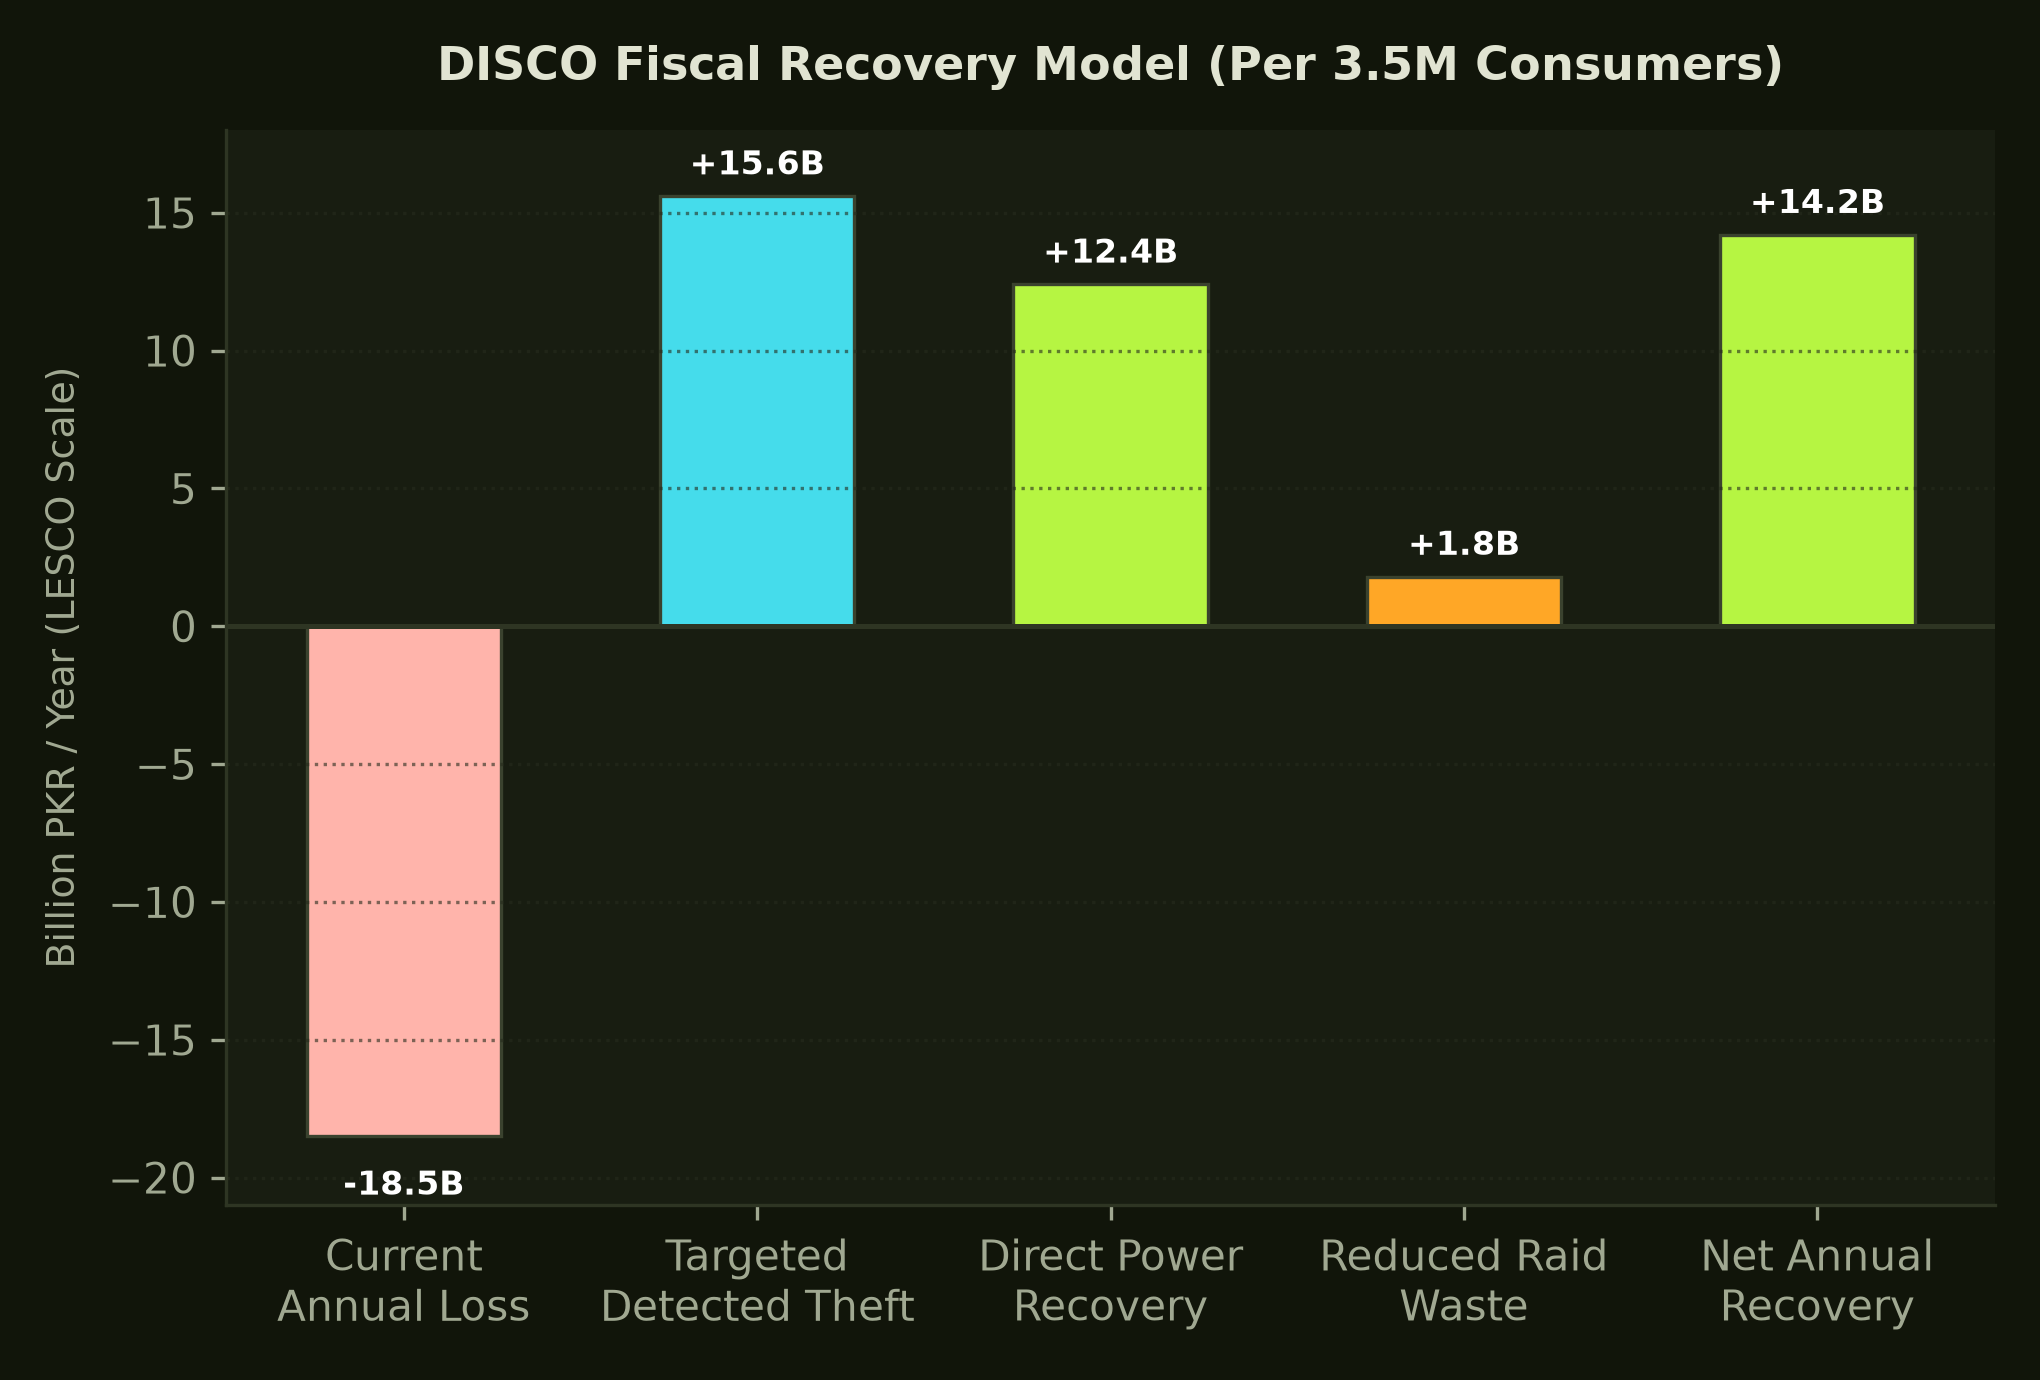 DISCO Fiscal Recovery Model (Per 3.5M Consumers)
Billion PKR / Year (LESCO Scale)
15
10
5
0
−5
−10
−15
−20
+15.6B
+12.4B
+1.8B
+14.2B
-18.5B
Current
Annual Loss
Targeted
Detected Theft
Direct Power
Recovery
Reduced Raid
Waste
Net Annual
Recovery